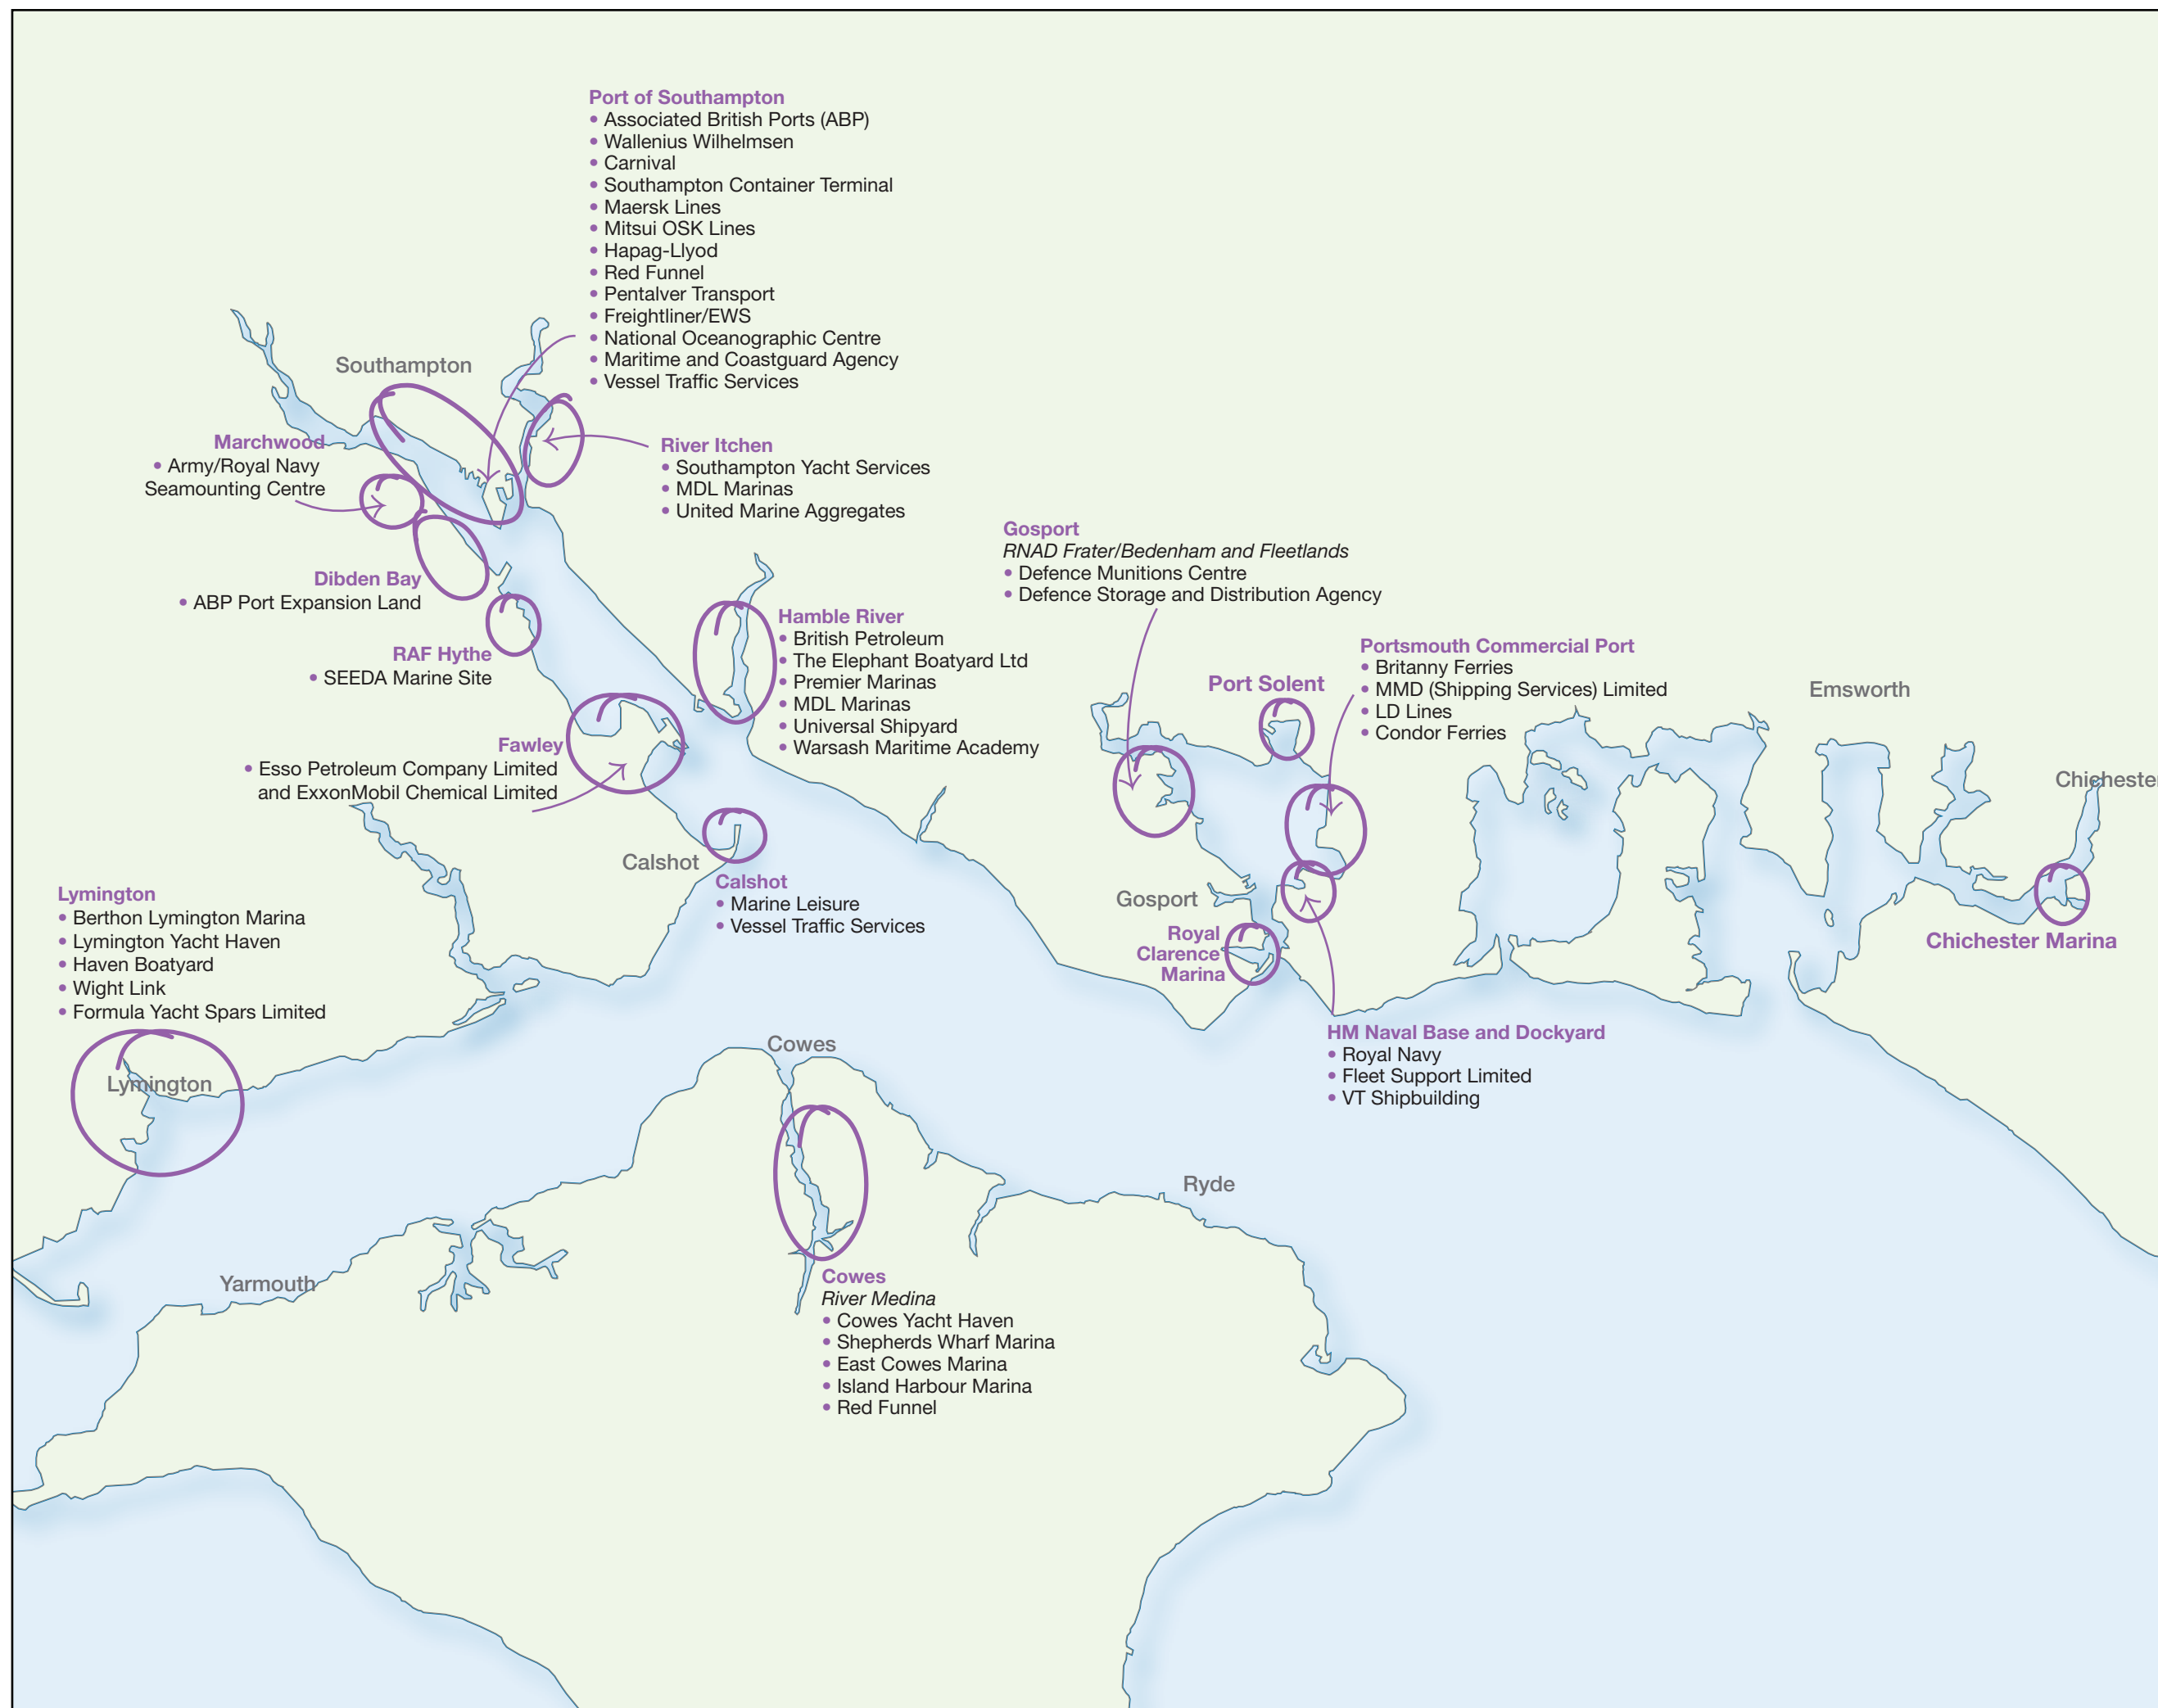 Port of Southampton
• Associated British Ports (ABP)
• Wallenius Wilhelmsen
• Carnival
• Southampton Container Terminal
• Maersk Lines
• Mitsui OSK Lines
• Hapag-Llyod
• Red Funnel
• Pentalver Transport
• Freightliner/EWS
• National Oceanographic Centre
• Maritime and Coastguard Agency
• Vessel Traffic Services
Southampton
Marchwood
• Army/Royal Navy
Seamounting Centre
River Itchen
• Southampton Yacht Services
• MDL Marinas
• United Marine Aggregates
Dibden Bay
• ABP Port Expansion Land
RAF Hythe
• SEEDA Marine Site
Hamble River
• British Petroleum
• The Elephant Boatyard Ltd
• Premier Marinas
• MDL Marinas
• Universal Shipyard
• Warsash Maritime Academy
Gosport
RNAD Frater/Bedenham and Fleetlands
• Defence Munitions Centre
• Defence Storage and Distribution Agency
Port Solent
Portsmouth Commercial Port
• Britanny Ferries
• MMD (Shipping Services) Limited
• LD Lines
• Condor Ferries
Emsworth
Chichester
Fawley
• Esso Petroleum Company Limited
and ExxonMobil Chemical Limited
Calshot
Calshot
• Marine Leisure
• Vessel Traffic Services
Gosport
Royal
Clarence
Marina
Chichester Marina
Lymington
• Berthon Lymington Marina
• Lymington Yacht Haven
• Haven Boatyard
• Wight Link
• Formula Yacht Spars Limited
Lymington
HM Naval Base and Dockyard
• Royal Navy
• Fleet Support Limited
• VT Shipbuilding
Cowes
Ryde
Yarmouth
Cowes
River Medina
• Cowes Yacht Haven
• Shepherds Wharf Marina
• East Cowes Marina
• Island Harbour Marina
• Red Funnel